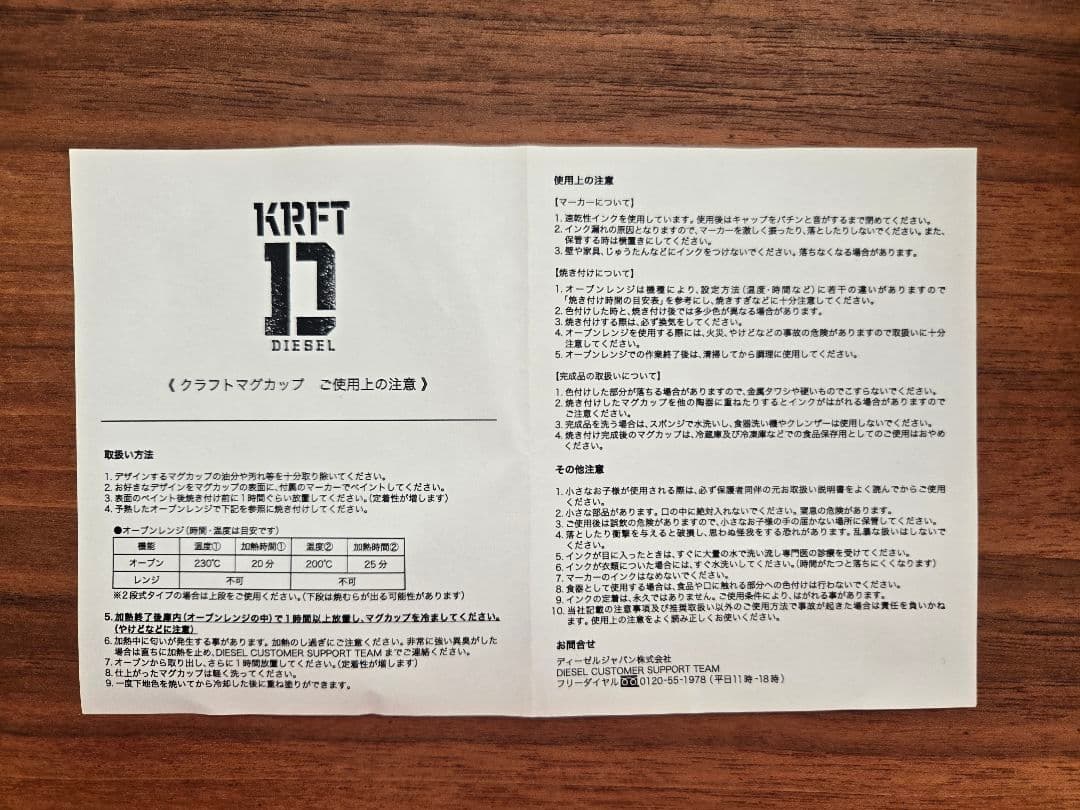 KRFT
D
DIESEL
《 クラフトマグカップ　ご使用上の注意 》
取扱い方法
1. デザインするマグカップの油分や汚れ等を十分取り除いてください。
2. お好きなデザインをマグカップの表面に、付属のマーカーでペイントしてください。
3. 表面のペイント後焼き付け前に1時間ぐらい放置してください。(定着性が増します)
4. 予熱したオーブンレンジで下記を参照に焼き付けしてください。
●オーブンレンジ(時間・温度は目安です)
機能 温度① 加熱時間① 温度② 加熱時間②
オーブン 230℃ 20分 200℃ 25分
レンジ 不可 不可
※2段式タイプの場合は上段をご使用ください。(下段は焼むらが出る可能性があります)
5. 加熱終了後庫内(オーブンレンジの中)で1時間以上放置し、マグカップを冷ましてください。
(やけどなどに注意)
6. 加熱中に匂いが発生する事があります。加熱のし過ぎにご注意ください。非常に強い異臭がした
場合は直ちに加熱を止め、DIESEL CUSTOMER SUPPORT TEAM までご連絡ください。
7. オーブンから取り出し、さらに1時間放置してください。(定着性が増します)
8. 仕上がったマグカップは軽く洗ってください。
9. 一度下地色を焼いてから冷却した後に重ね塗りができます。
使用上の注意
【マーカーについて】
1. 速乾性インクを使用しています。使用後はキャップをパチンと音がするまで閉めてください。
2. インク漏れの原因となりますので、マーカーを激しく振ったり、落としたりしないでください。また、
保管する時は横置きにしてください。
3. 壁や家具、じゅうたんなどにインクをつけないでください。落ちなくなる場合があります。
【焼き付けについて】
1. オーブンレンジは機種により、設定方法(温度・時間など)に若干の違いがありますので
「焼き付け時間の目安表」を参考にし、焼きすぎなどに十分注意してください。
2. 色付けした時と、焼き付け後では多少色が異なる場合があります。
3. 焼き付けする際は、必ず換気をしてください。
4. オーブンレンジを使用する際には、火災、やけどなどの事故の危険がありますので取扱いに十分
注意してください。
5. オーブンレンジでの作業終了後は、清掃してから調理に使用してください。
【完成品の取扱いについて】
1. 色付けした部分が落ちる場合がありますので、金属タワシや硬いものでこすらないでください。
2. 焼き付けしたマグカップを他の陶器に重ねたりするとインクがはがれる場合がありますので
ご注意ください。
3. 完成品を洗う場合は、スポンジで水洗いし、食器洗い機やクレンザーは使用しないでください。
4. 焼き付け完成後のマグカップは、冷蔵庫及び冷凍庫などでの食品保存用としてのご使用はおやめ
ください。
その他注意
1. 小さなお子様が使用される際は、必ず保護者同伴の元お取扱い説明書をよく読んでからご使用
ください。
2. 小さな部品があります。口の中に絶対入れないでください。窒息の危険があります。
3. ご使用後は誤飲の危険がありますので、小さなお子様の手の届かない場所に保管してください。
4. 落としたり衝撃を与えると破損し、思わぬ怪我をする恐れがあります。乱暴な扱いはしないで
ください。
5. インクが目に入ったときは、すぐに大量の水で洗い流し専門医の診療を受けてください。
6. インクが衣類についた場合には、すぐ水洗いしてください。(時間がたつと落ちにくくなります)
7. マーカーのインクはなめないでください。
8. 食器として使用する場合は、食品や口に触れる部分への色付けは行わないでください。
9. インクの定着は、永久ではありません。ご使用条件により、はがれる事があります。
10. 当社記載の注意事項及び推奨取扱い以外のご使用方法で事故が起きた場合は責任を負いかね
ます。使用上の注意をよく読み正しくお使いください。
お問合せ
ディーゼルジャパン株式会社
DIESEL CUSTOMER SUPPORT TEAM
フリーダイヤル 0120-55-1978 (平日11時-18時)